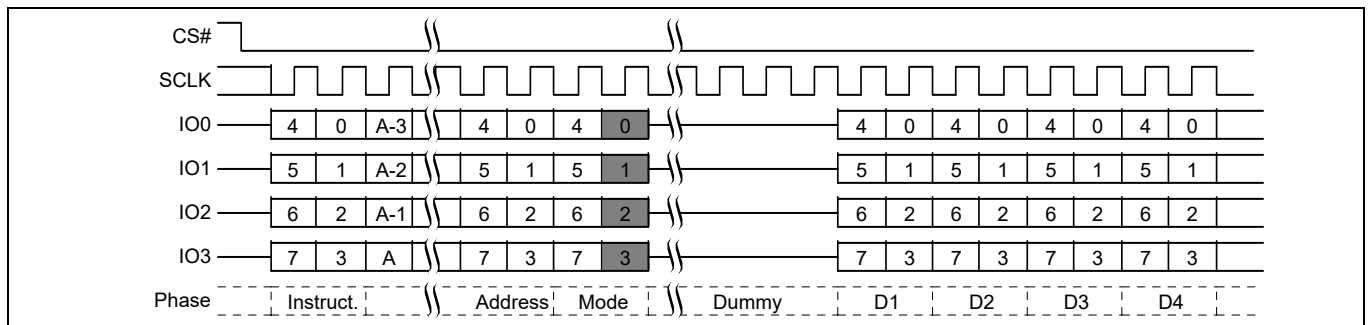 CS#
SCLK
IO0 4 0 A-3 4 0 4 0 4 0 4 0 4 0 4 0
IO1 5 1 A-2 5 1 5 1 5 1 5 1 5 1 5 1
IO2 6 2 A-1 6 2 6 2 6 2 6 2 6 2 6 2
IO3 7 3 A 7 3 7 3 7 3 7 3 7 3 7 3
Phase Instruct. Address Mode Dummy D1 D2 D3 D4